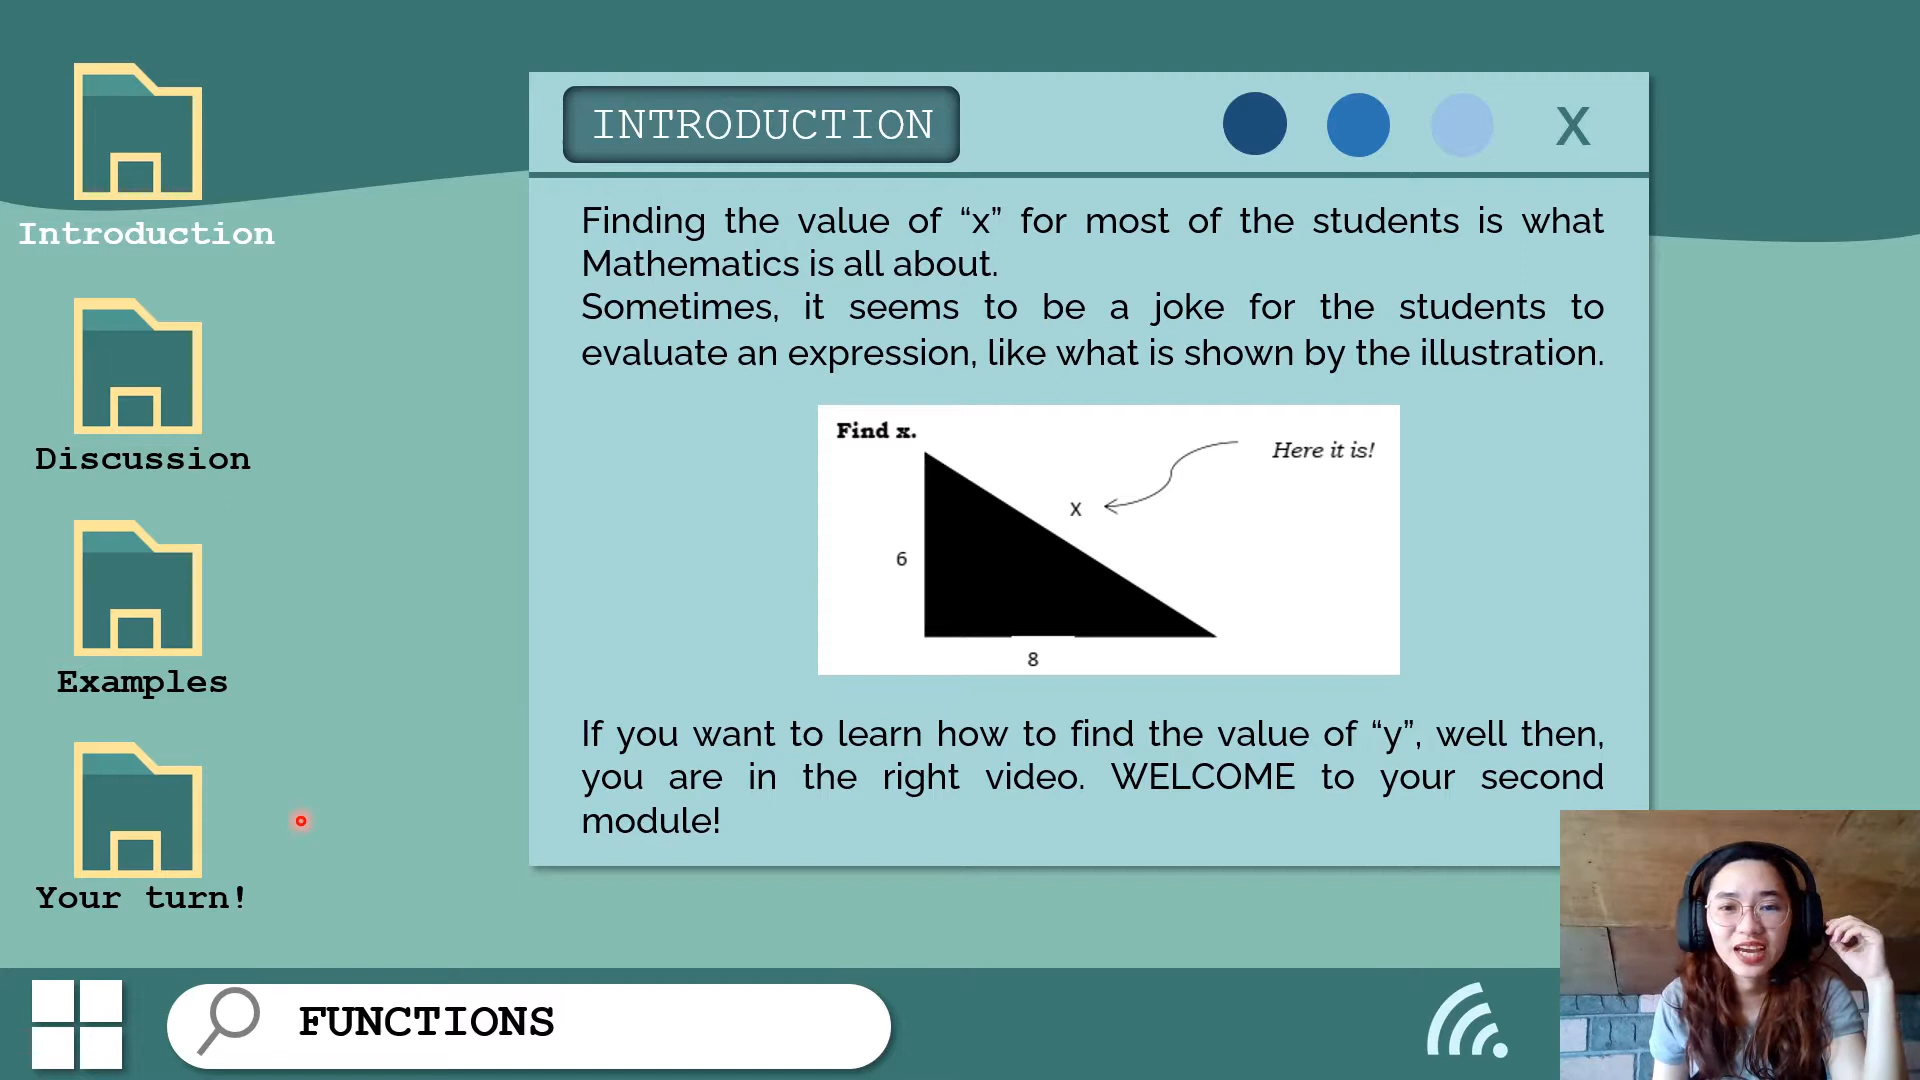 Introduction
Discussion
Examples
Your turn!
INTRODUCTION
X
Finding the value of “x” for most of the students is what
Mathematics is all about.
Sometimes, it seems to be a joke for the students to
evaluate an expression, like what is shown by the illustration.
Find x.
Here it is!
X
6
8
If you want to learn how to find the value of “y”, well then,
you are in the right video. WELCOME to your second
module!
FUNCTIONS